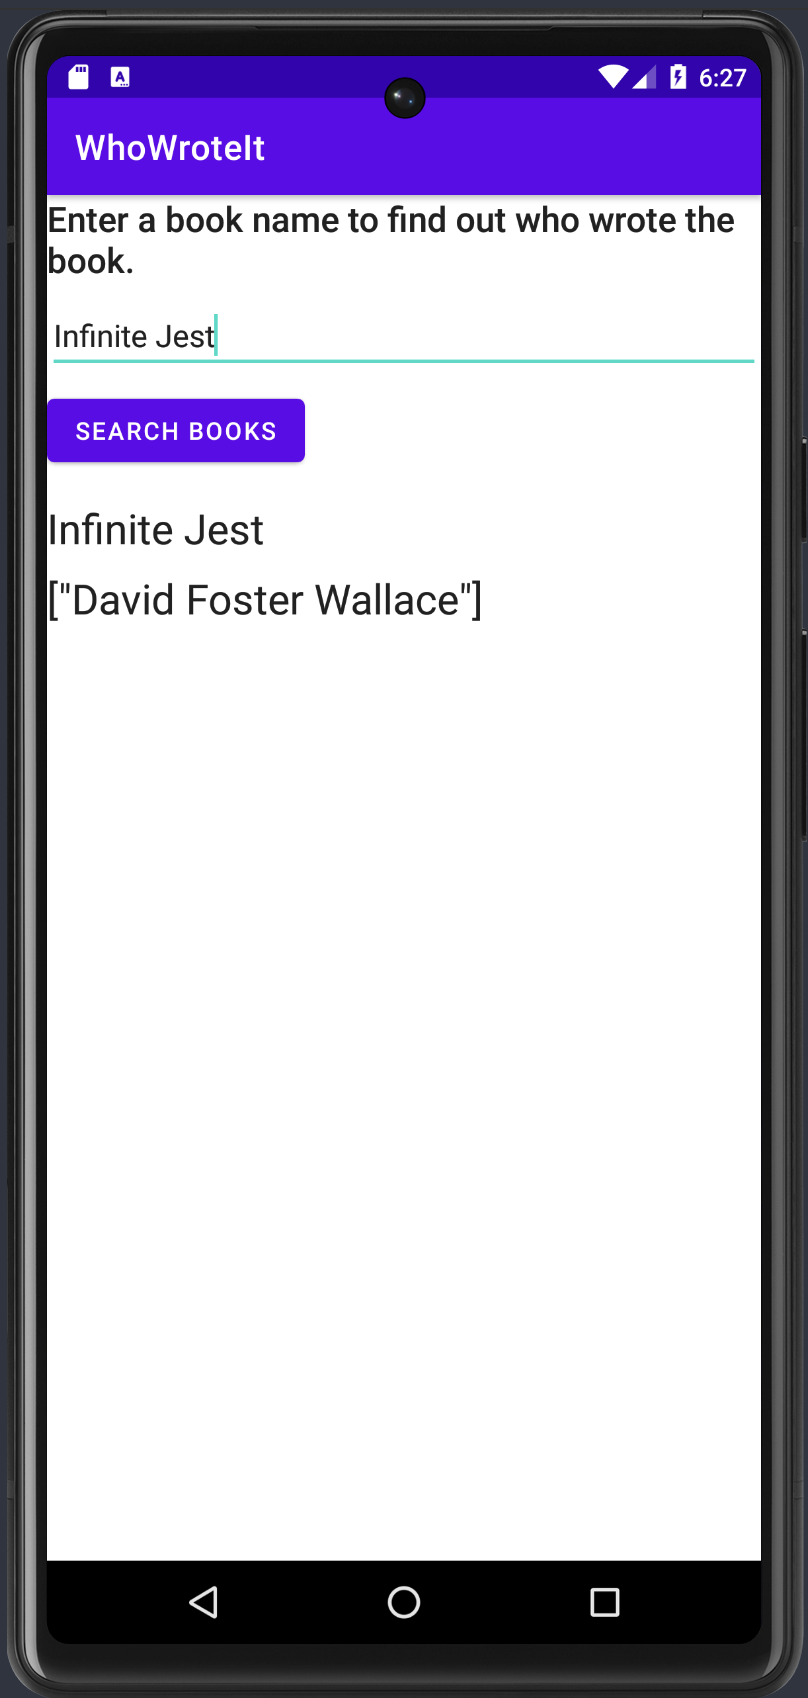 6:27
WhoWroteIt
Enter a book name to find out who wrote the
book.
Infinite Jest
SEARCH BOOKS
Infinite Jest
["David Foster Wallace"]